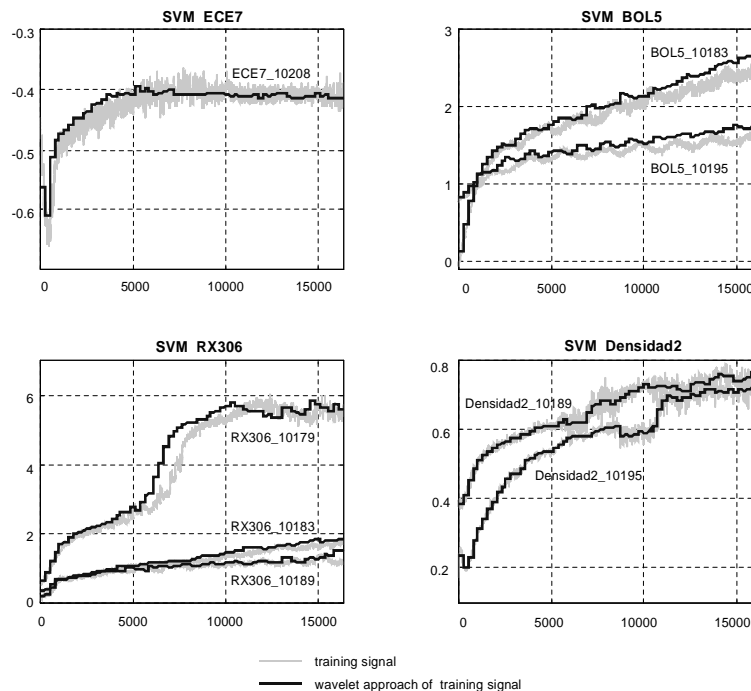 SVM ECE7
-0.3
-0.4
-0.5
-0.6
ECE7_10208
0 5000 10000 15000
SVM BOL5
3
2
1
0
BOL5_10183
BOL5_10195
0 5000 10000 15000
SVM RX306
6
4
2
0
RX306_10179
RX306_10183
RX306_10189
0 5000 10000 15000
SVM Densidad2
0.8
0.6
0.4
0.2
Densidad2_10189
Densidad2_10195
0 5000 10000 15000
training signal
wavelet approach of training signal